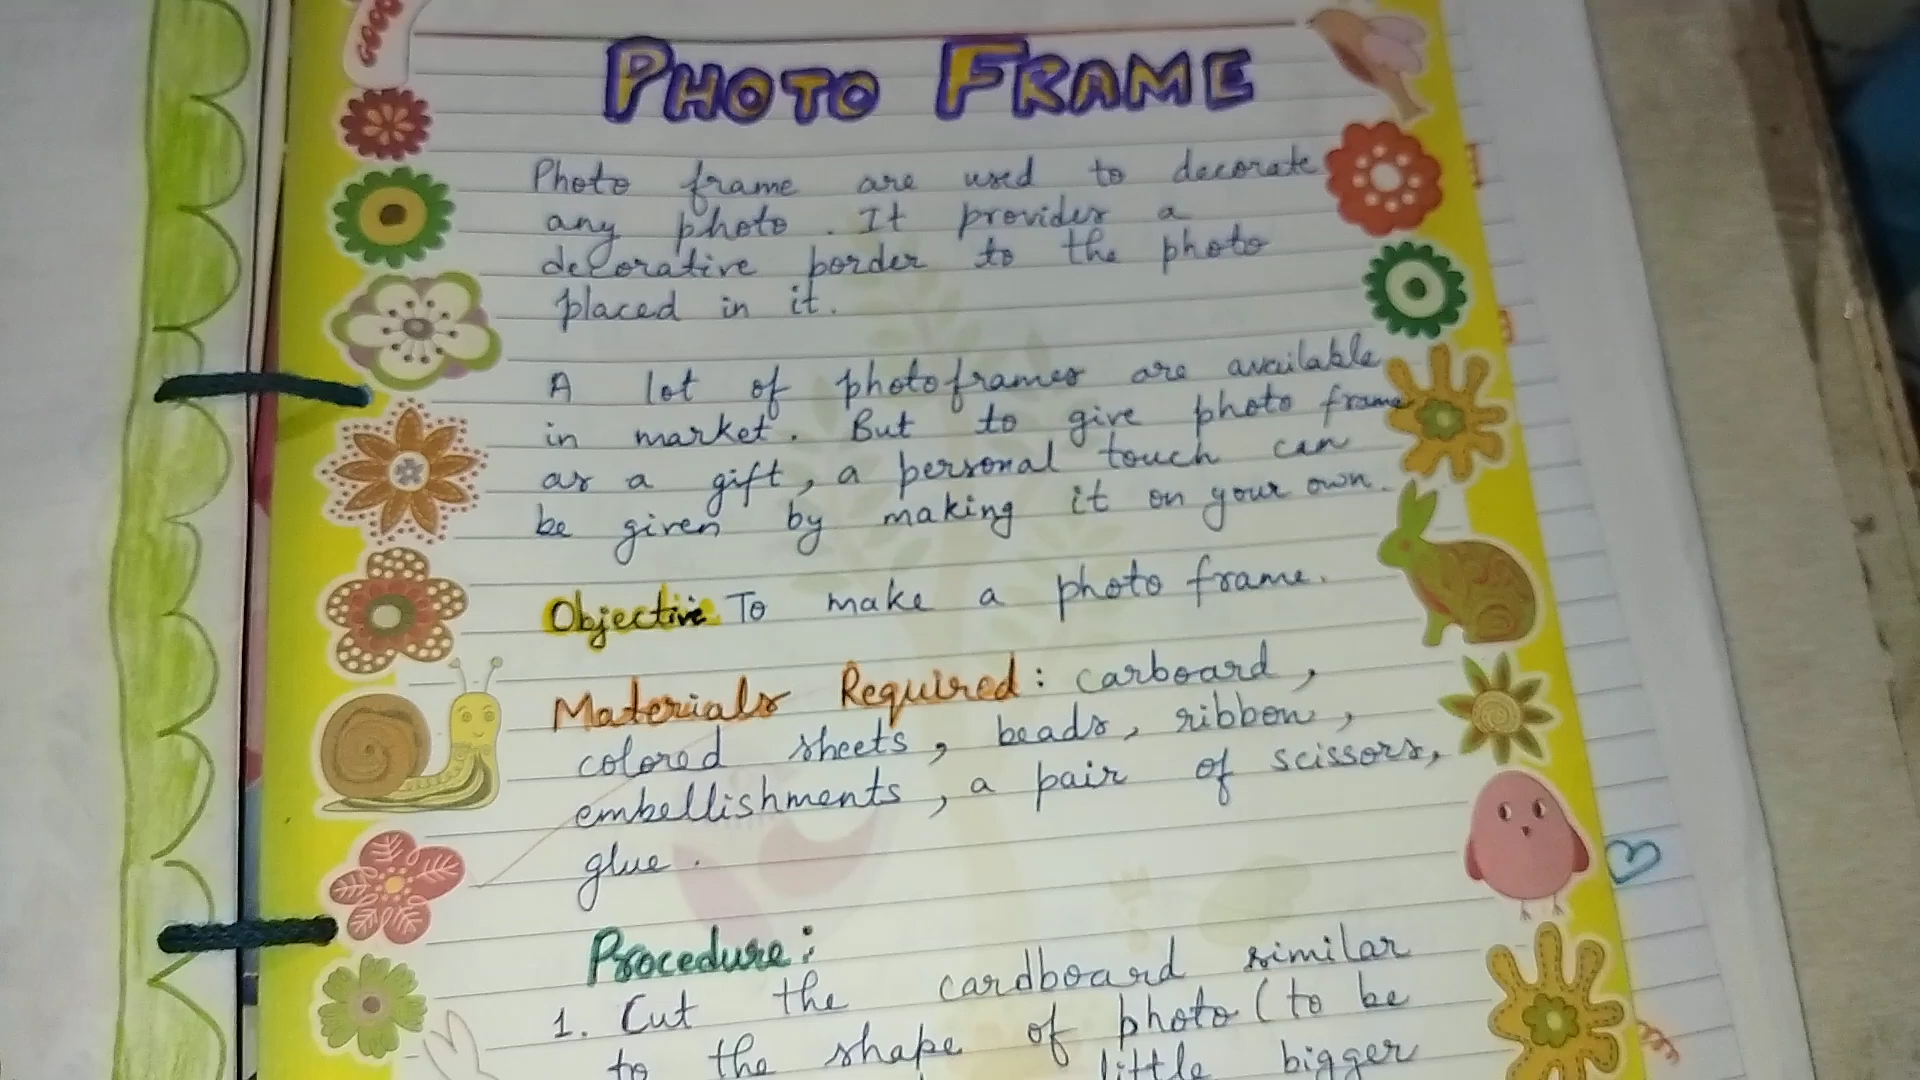 GOOD
PHOTO FRAME
Photo frame are used to decorate
any photo. It provides a
decorative border to the photo
placed in it.
A lot of photoframes are available
in market. But to give photo frame
as a gift, a personal touch can
be given by making it on your own.
Objective To make a photo frame.
Materials Required: carboard,
colored sheets, beads, ribbon,
embellishments, a pair of scissors,
glue.
Procedure:
1. Cut the cardboard similar
to the shape of photo (to be
little bigger